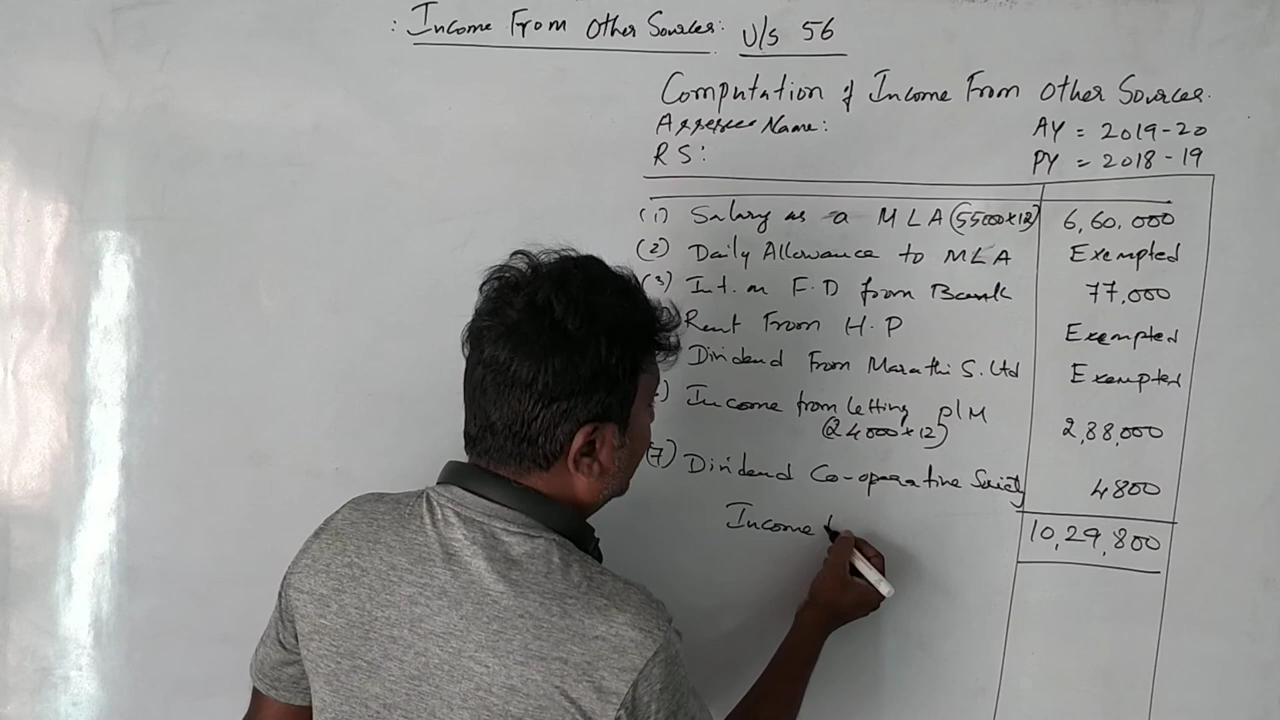 : Income From Other Sources: U/s 56
Computation of Income From Other Sources.
Assessee Name: AY = 2019-20
RS: PY = 2018-19
(1) Salary as a MLA (55000×12) 6,60,000
(2) Daily Allowance to MLA Exempted
(3) Int. on F.D from Bank 77,000
Rent From H.P Exempted
Dividend From Marathi S. Ltd Exempted
) Income from letting P/M
(24000×12) 2,88,000
(7) Dividend Co-operative Society 4800
Income 10,29,800